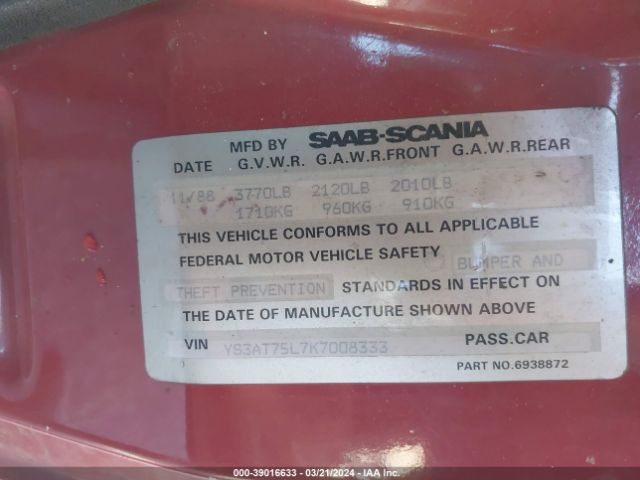 MFD BY SAAB-SCANIA
DATE G.V.W.R. G.A.W.R.FRONT G.A.W.R.REAR
11/88 3770LB 2120LB 2010LB
1710KG 960KG 910KG
THIS VEHICLE CONFORMS TO ALL APPLICABLE
FEDERAL MOTOR VEHICLE SAFETY BUMPER AND
THEFT PREVENTION STANDARDS IN EFFECT ON
THE DATE OF MANUFACTURE SHOWN ABOVE
VIN YS3AT75L7K7008333 PASS.CAR
PART NO.6938872
000-39016633 - 03/21/2024 - IAA Inc.